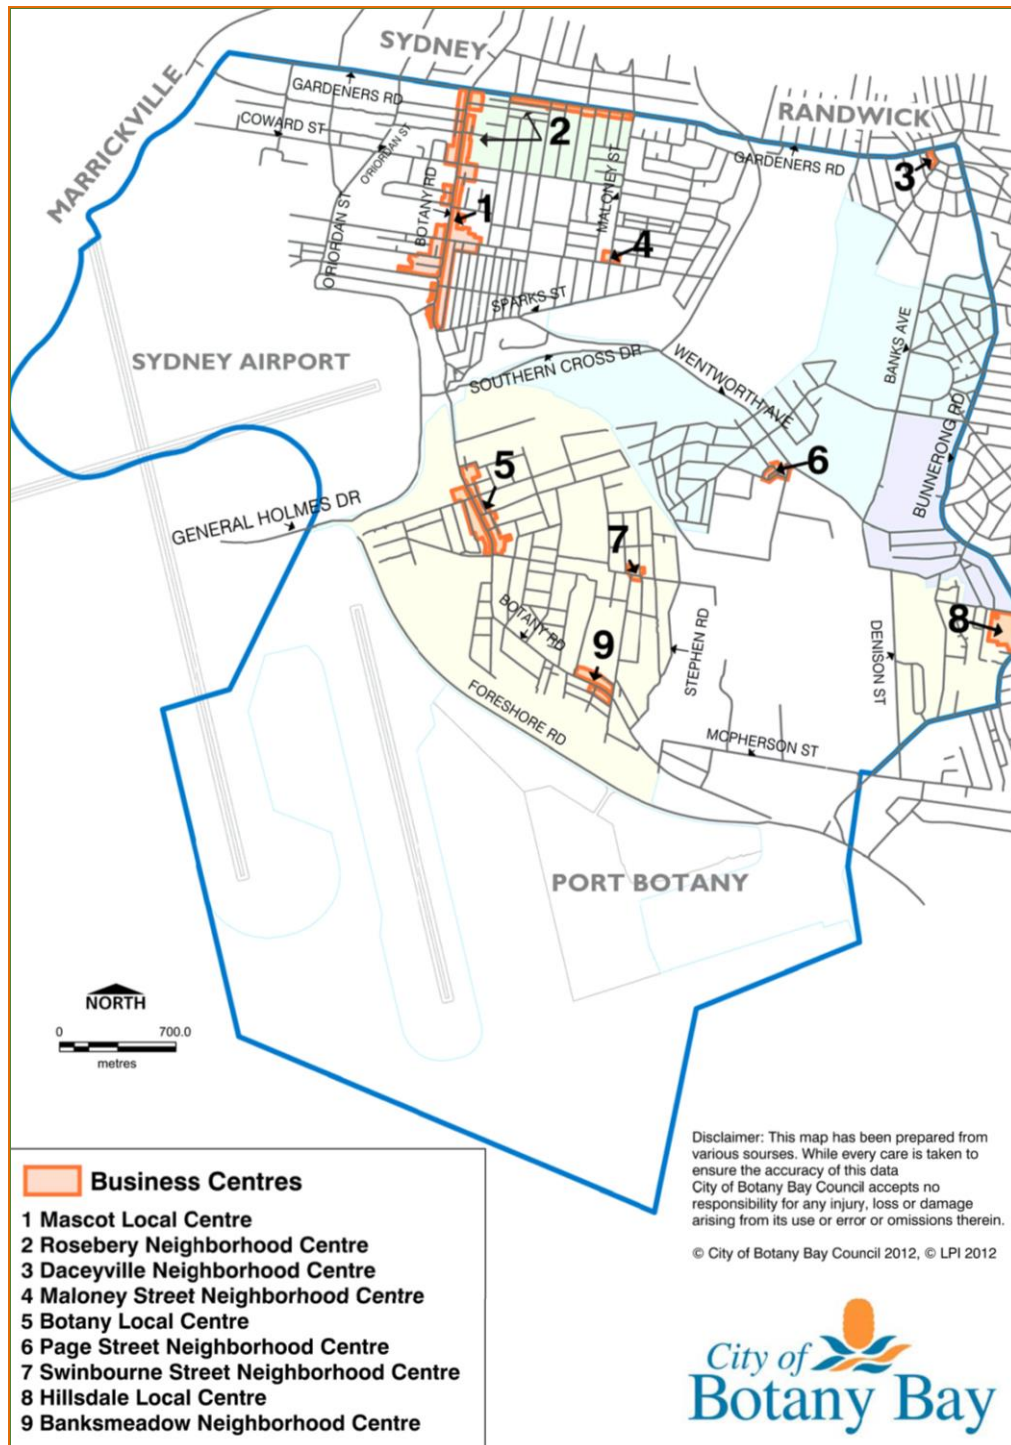 SYDNEY
MARRICKVILLE
RANDWICK
GARDENERS RD
COWARD ST
O'RIORDAN ST
2
GARDENERS RD
3
BOTANY RD
1
MALONEY ST
4
O'RIORDAN ST
SPARKS ST
SYDNEY AIRPORT
SOUTHERN CROSS DR
WENTWORTH AVE
BANKS AVE
BUNNERONG RD
5
6
GENERAL HOLMES DR
7
BOTANY RD
9
STEPHEN RD
8
DENISON ST
FORESHORE RD
MCPHERSON ST
PORT BOTANY
NORTH
0 700.0
metres
Business Centres
1 Mascot Local Centre
2 Rosebery Neighborhood Centre
3 Daceyville Neighborhood Centre
4 Maloney Street Neighborhood Centre
5 Botany Local Centre
6 Page Street Neighborhood Centre
7 Swinbourne Street Neighborhood Centre
8 Hillsdale Local Centre
9 Banksmeadow Neighborhood Centre
Disclaimer: This map has been prepared from
various sourses. While every care is taken to
ensure the accuracy of this data
City of Botany Bay Council accepts no
responsibility for any injury, loss or damage
arising from its use or error or omissions therein.
© City of Botany Bay Council 2012, © LPI 2012
City of
Botany Bay